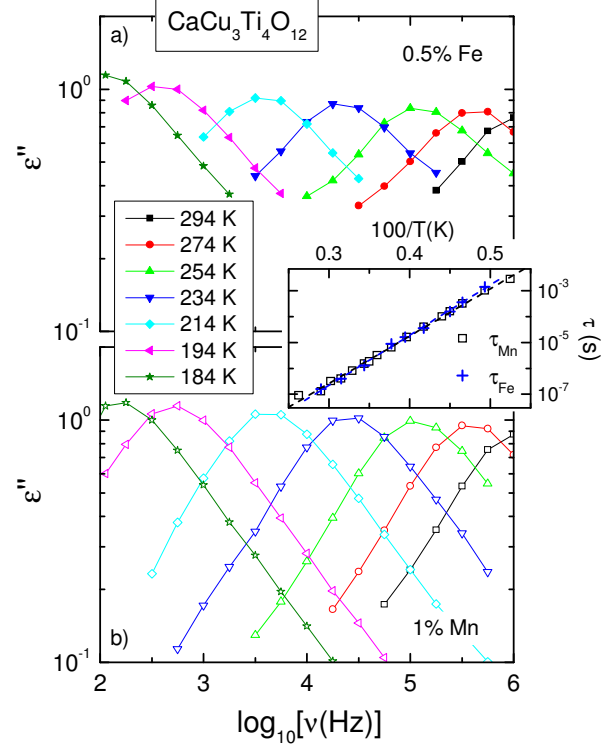 CaCu3Ti4O12
a)
0.5% Fe
10^0
ε''
10^-1
294 K
274 K
254 K
234 K
214 K
194 K
184 K
100/T(K)
0.3 0.4 0.5
10^-3
10^-5
10^-7
τ (s)
τMn
τFe
10^0
ε''
10^-1
b)
1% Mn
2 3 4 5 6
log10[ν(Hz)]